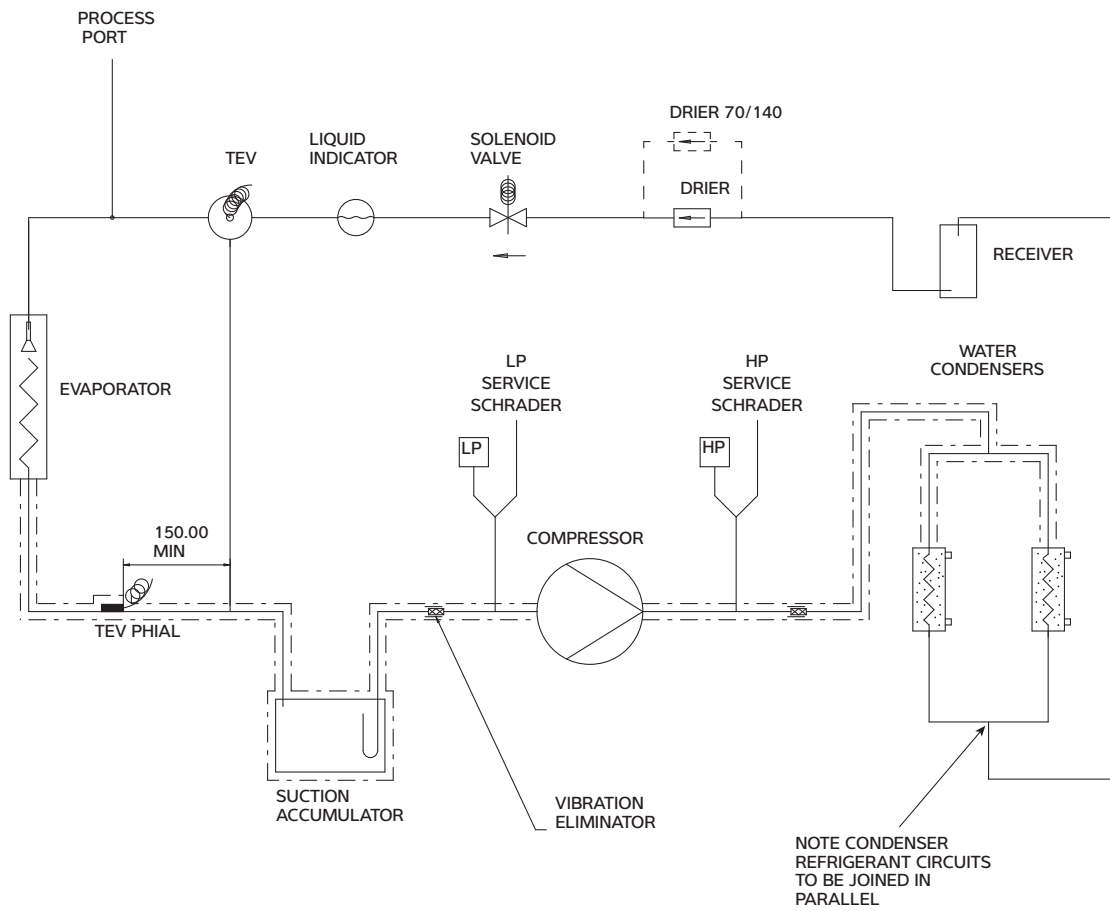 PROCESS
PORT
DRIER 70/140
TEV
LIQUID
INDICATOR
SOLENOID
VALVE
DRIER
RECEIVER
EVAPORATOR
LP
SERVICE
SCHRADER
HP
SERVICE
SCHRADER
WATER
CONDENSERS
LP
HP
150.00
MIN
COMPRESSOR
TEV PHIAL
SUCTION
ACCUMULATOR
VIBRATION
ELIMINATOR
NOTE CONDENSER
REFRIGERANT CIRCUITS
TO BE JOINED IN
PARALLEL